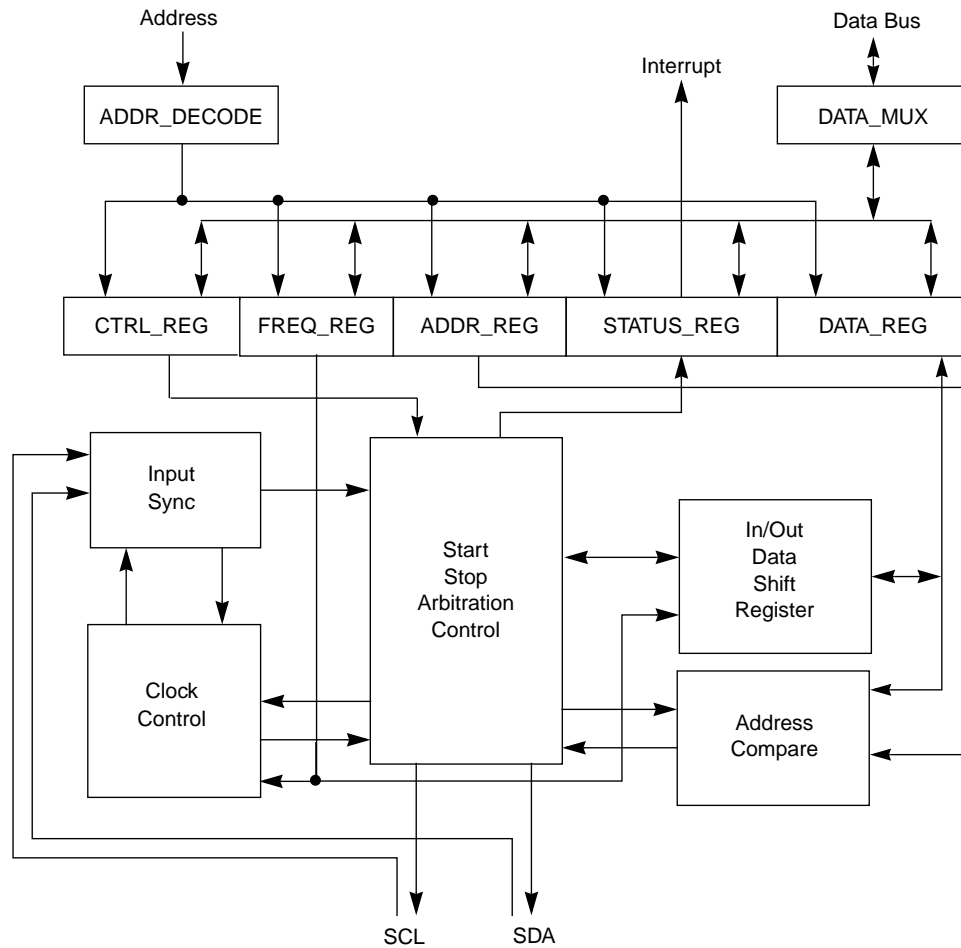 Address
Data Bus
Interrupt
ADDR_DECODE
DATA_MUX
CTRL_REG
FREQ_REG
ADDR_REG
STATUS_REG
DATA_REG
Input
Sync
Start
Stop
Arbitration
Control
In/Out
Data
Shift
Register
Clock
Control
Address
Compare
SCL
SDA